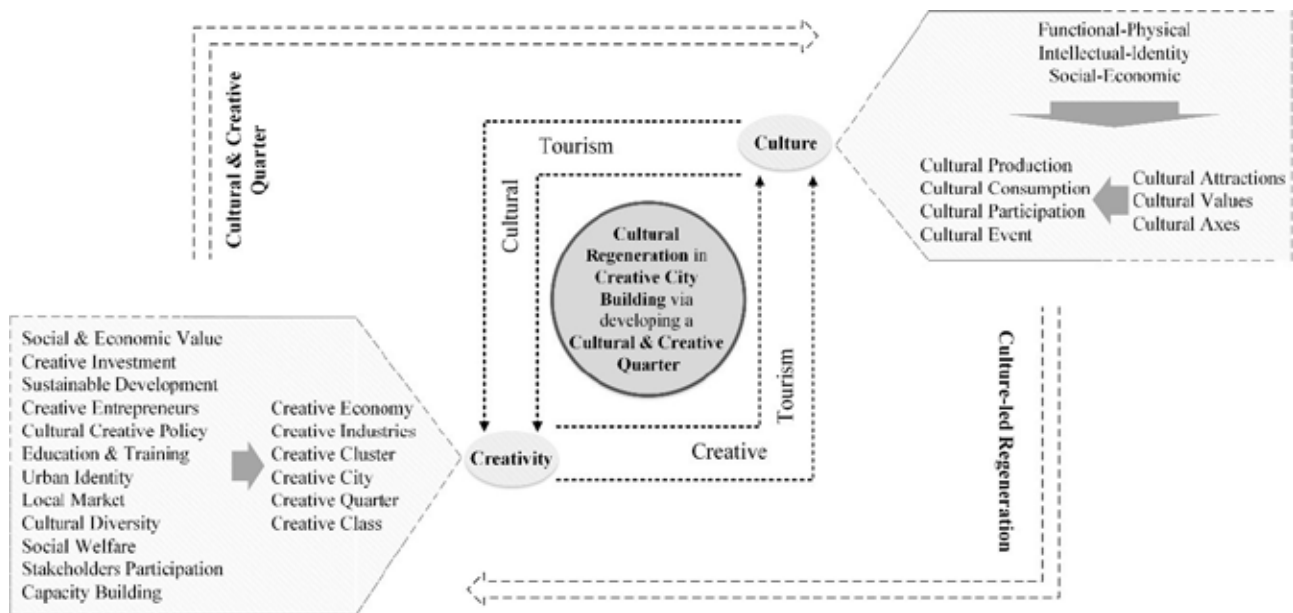 Functional-Physical
Intellectual-Identity
Social-Economic
Cultural & Creative
Quarter
Tourism
Culture
Cultural
Cultural Production
Cultural Consumption
Cultural Participation
Cultural Event
Cultural Attractions
Cultural Values
Cultural Axes
Cultural
Regeneration in
Creative City
Building via
developing a
Cultural & Creative
Quarter
Social & Economic Value
Creative Investment
Sustainable Development
Creative Entrepreneurs
Cultural Creative Policy
Education & Training
Urban Identity
Local Market
Cultural Diversity
Social Welfare
Stakeholders Participation
Capacity Building
Creative Economy
Creative Industries
Creative Cluster
Creative City
Creative Quarter
Creative Class
Creativity
Creative
Tourism
Culture-led Regeneration